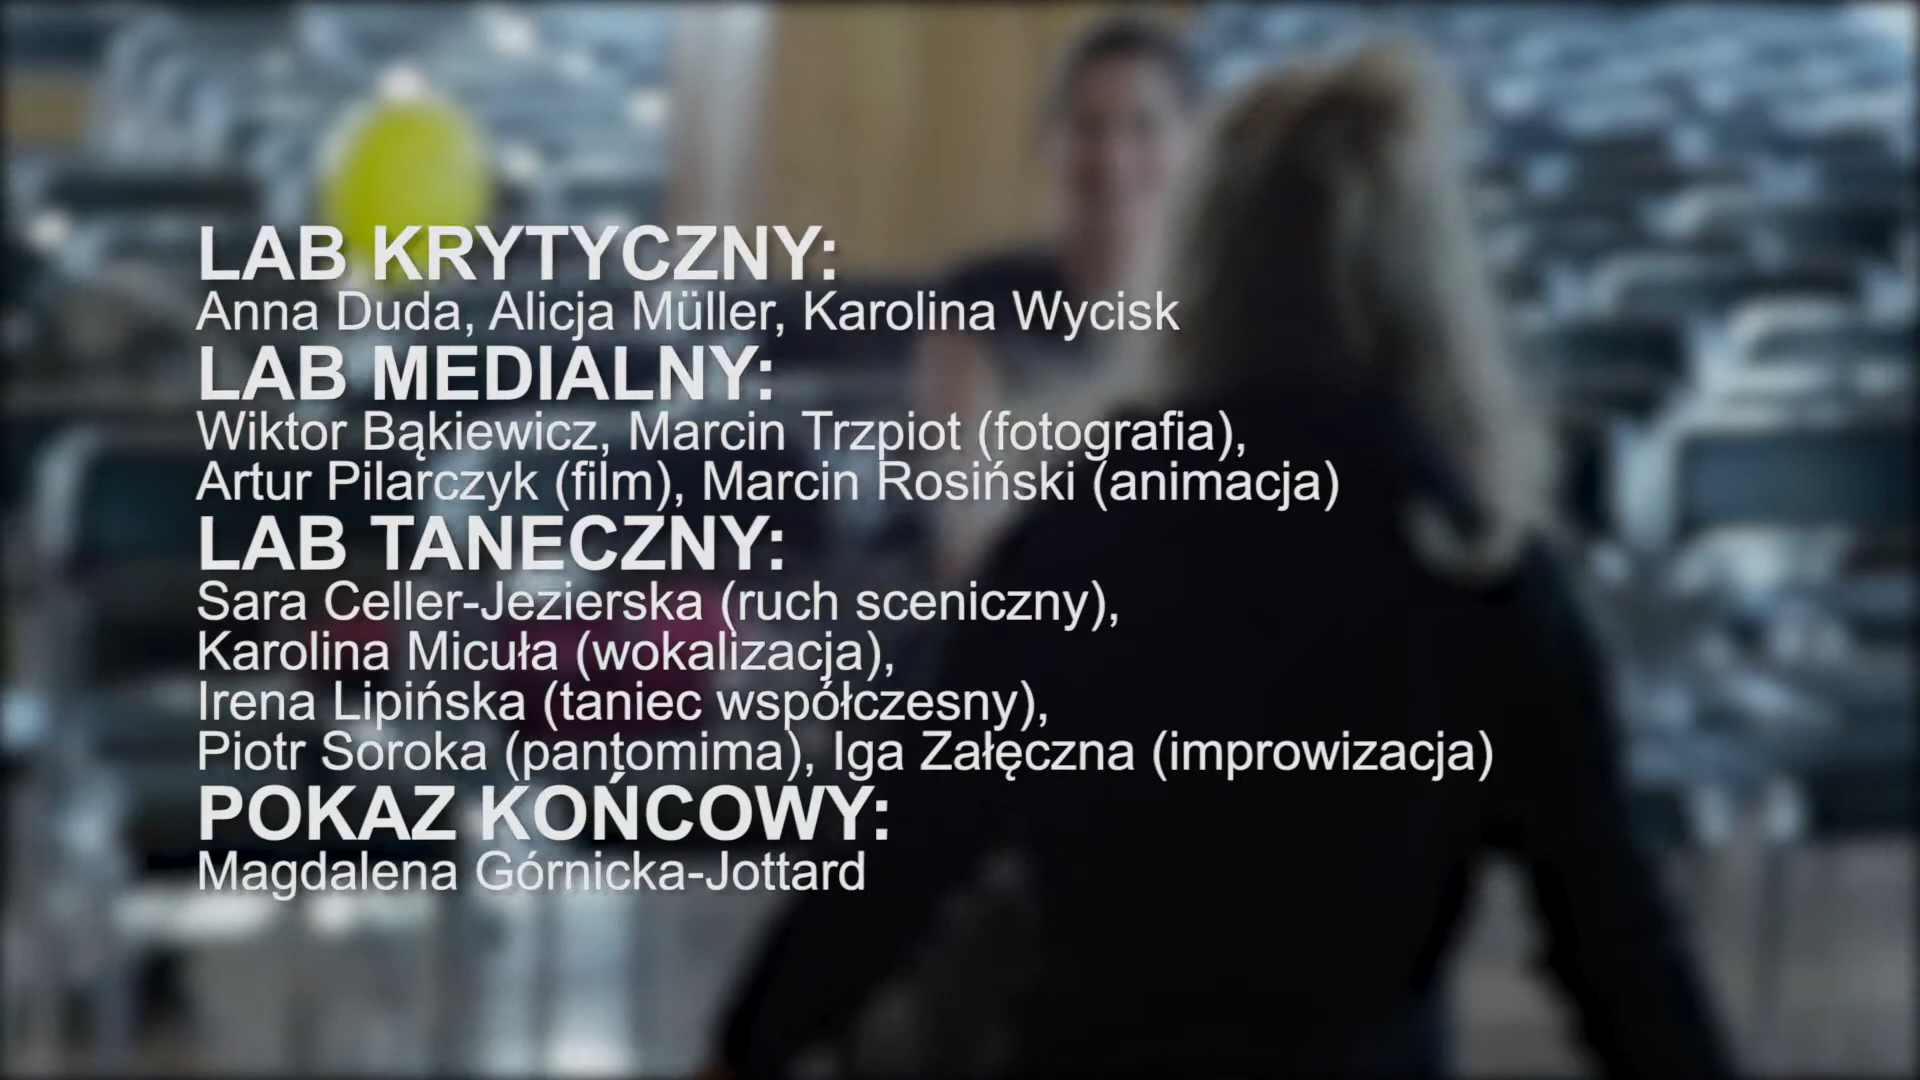 LAB KRYTYCZNY:
Anna Duda, Alicja Müller, Karolina Wycisk
LAB MEDIALNY:
Wiktor Bąkiewicz, Marcin Trzpiot (fotografia),
Artur Pilarczyk (film), Marcin Rosiński (animacja)
LAB TANECZNY:
Sara Celler-Jezierska (ruch sceniczny),
Karolina Micuła (wokalizacja),
Irena Lipińska (taniec współczesny),
Piotr Soroka (pantomima), Iga Załęczna (improwizacja)
POKAZ KOŃCOWY:
Magdalena Górnicka-Jottard